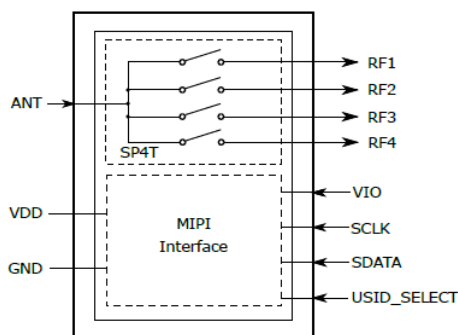 RF1
RF2
ANT
RF3
RF4
SP4T
VIO
VDD
MIPI
SCLK
Interface
SDATA
GND
USID_SELECT